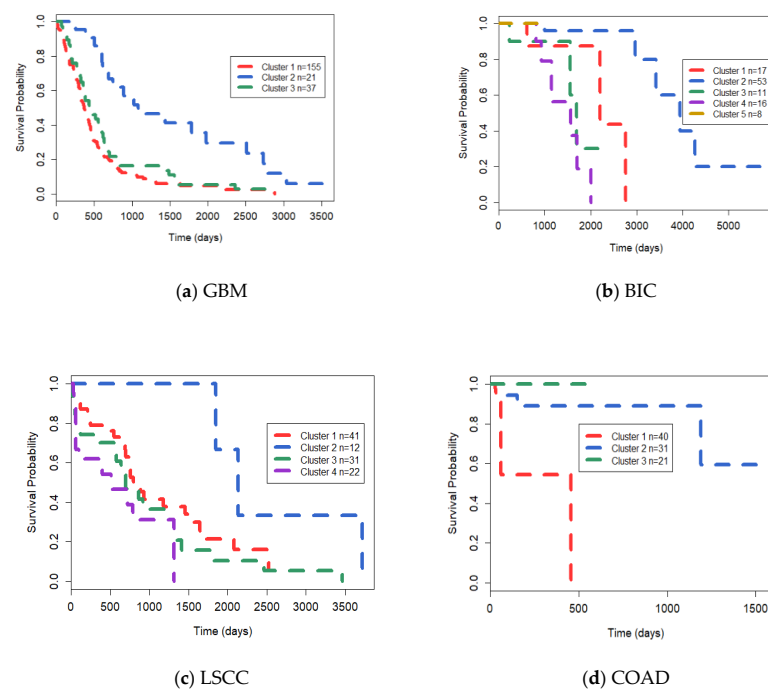 Survival Probability
1.0
0.8
0.6
0.4
0.2
0.0
Cluster 1 n=155
Cluster 2 n=21
Cluster 3 n=37
0 500 1000 1500 2000 2500 3000 3500
Time (days)
(a) GBM
Survival Probability
1.0
0.8
0.6
0.4
0.2
0.0
Cluster 1 n=17
Cluster 2 n=53
Cluster 3 n=11
Cluster 4 n=16
Cluster 5 n=8
0 1000 2000 3000 4000 5000
Time (days)
(b) BIC
Survival Probability
1.0
0.8
0.6
0.4
0.2
0.0
Cluster 1 n=41
Cluster 2 n=12
Cluster 3 n=31
Cluster 4 n=22
0 500 1000 1500 2000 2500 3000 3500
Time (days)
(c) LSCC
Survival Probability
1.0
0.8
0.6
0.4
0.2
0.0
Cluster 1 n=40
Cluster 2 n=31
Cluster 3 n=21
0 500 1000 1500
Time (days)
(d) COAD